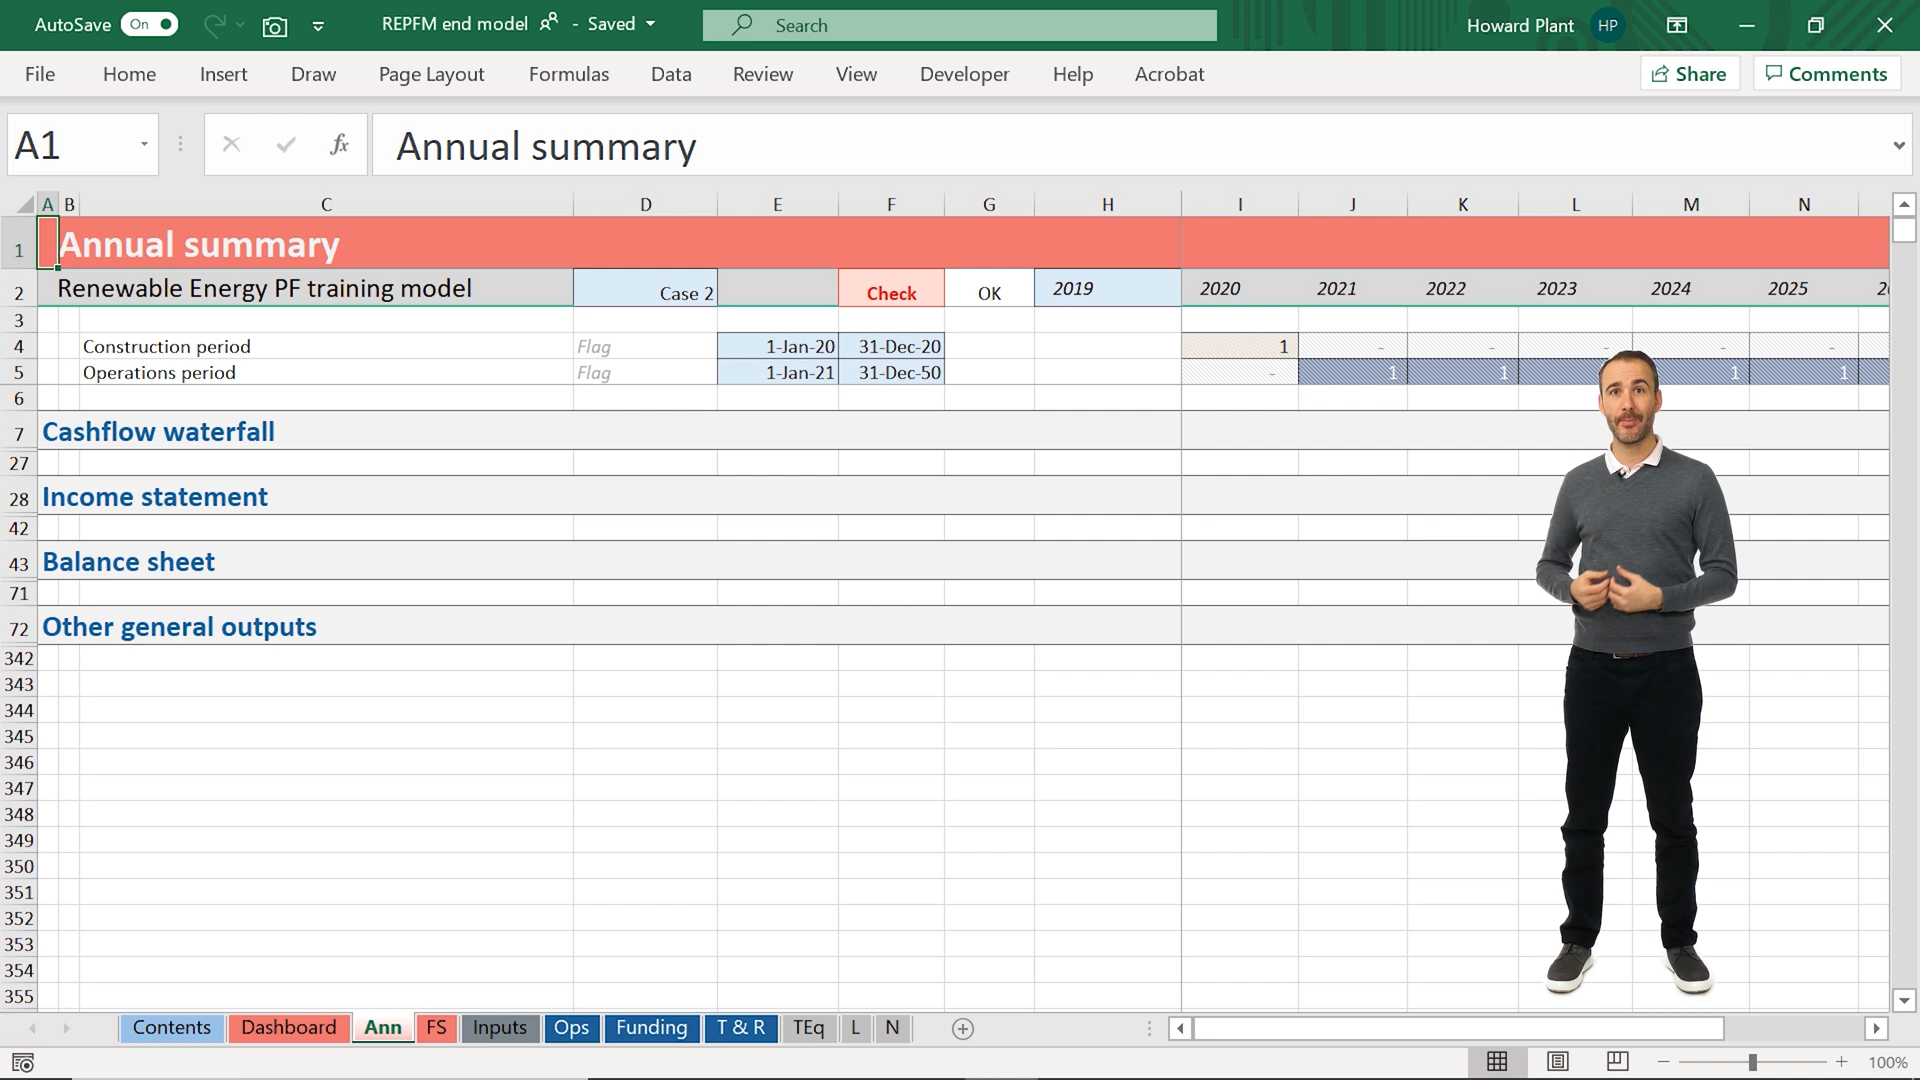 AutoSave On REPFM end model - Saved Search Howard Plant HP
File Home Insert Draw Page Layout Formulas Data Review View Developer Help Acrobat Share Comments
A1 fx Annual summary
A B C D E F G H I J K L M N
1 Annual summary
2 Renewable Energy PF training model Case 2 Check OK 2019 2020 2021 2022 2023 2024 2025
3
4 Construction period Flag 1-Jan-20 31-Dec-20 1 - - - - -
5 Operations period Flag 1-Jan-21 31-Dec-50 - 1 1 1 1
6
7 Cashflow waterfall
27
28 Income statement
42
43 Balance sheet
71
72 Other general outputs
342
343
344
345
346
347
348
349
350
351
352
353
354
355
Contents Dashboard Ann FS Inputs Ops Funding T & R TEq L N
100%